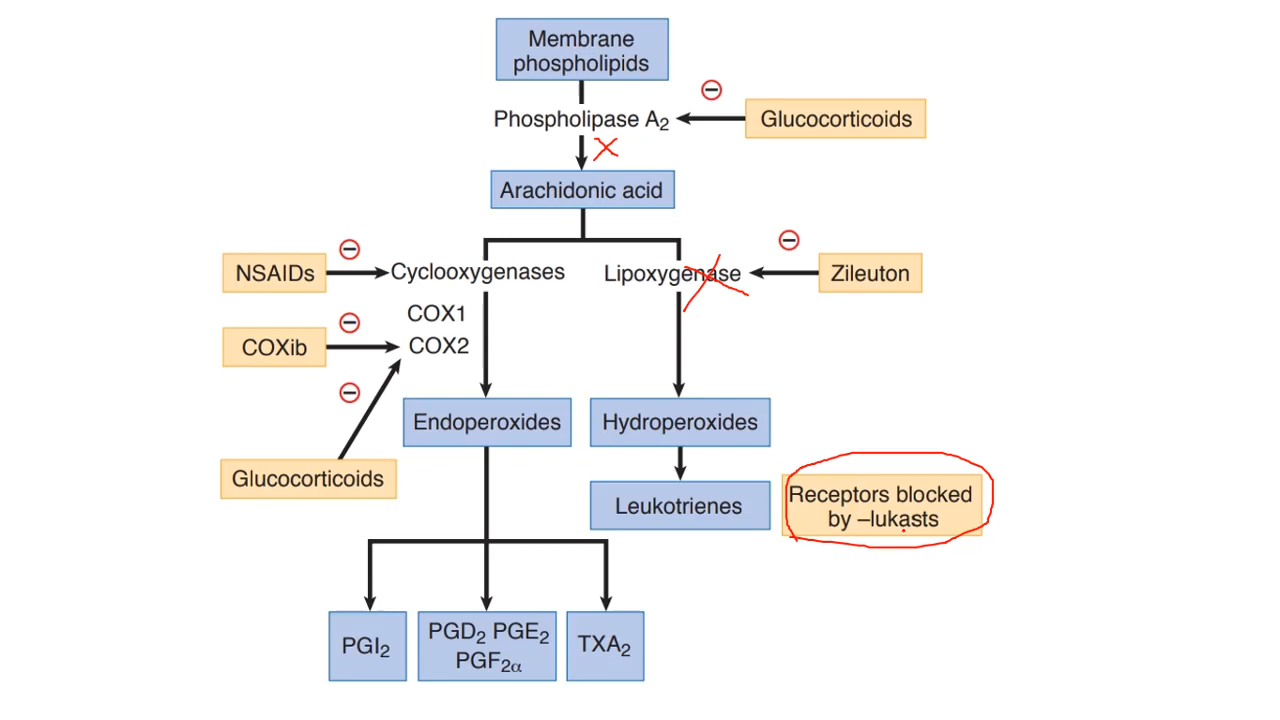 Membrane
phospholipids
Phospholipase A₂
Glucocorticoids
Arachidonic acid
NSAIDs
Cyclooxygenases
Lipoxygenase
Zileuton
COX1
COXib
COX2
Endoperoxides
Hydroperoxides
Glucocorticoids
Leukotrienes
Receptors blocked
by –lukasts
PGI₂
PGD₂ PGE₂
PGF₂α
TXA₂